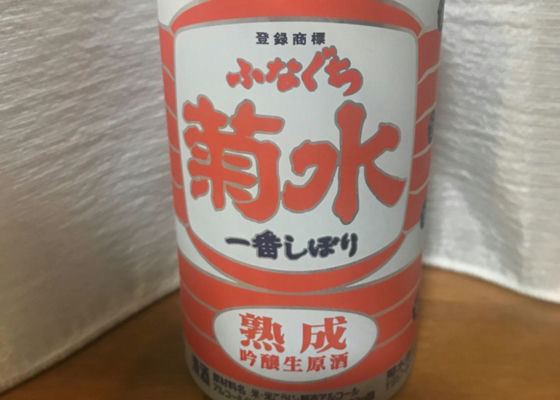 登録商標
ふなぐち
菊水
一番しぼり
熟成
吟醸生原酒